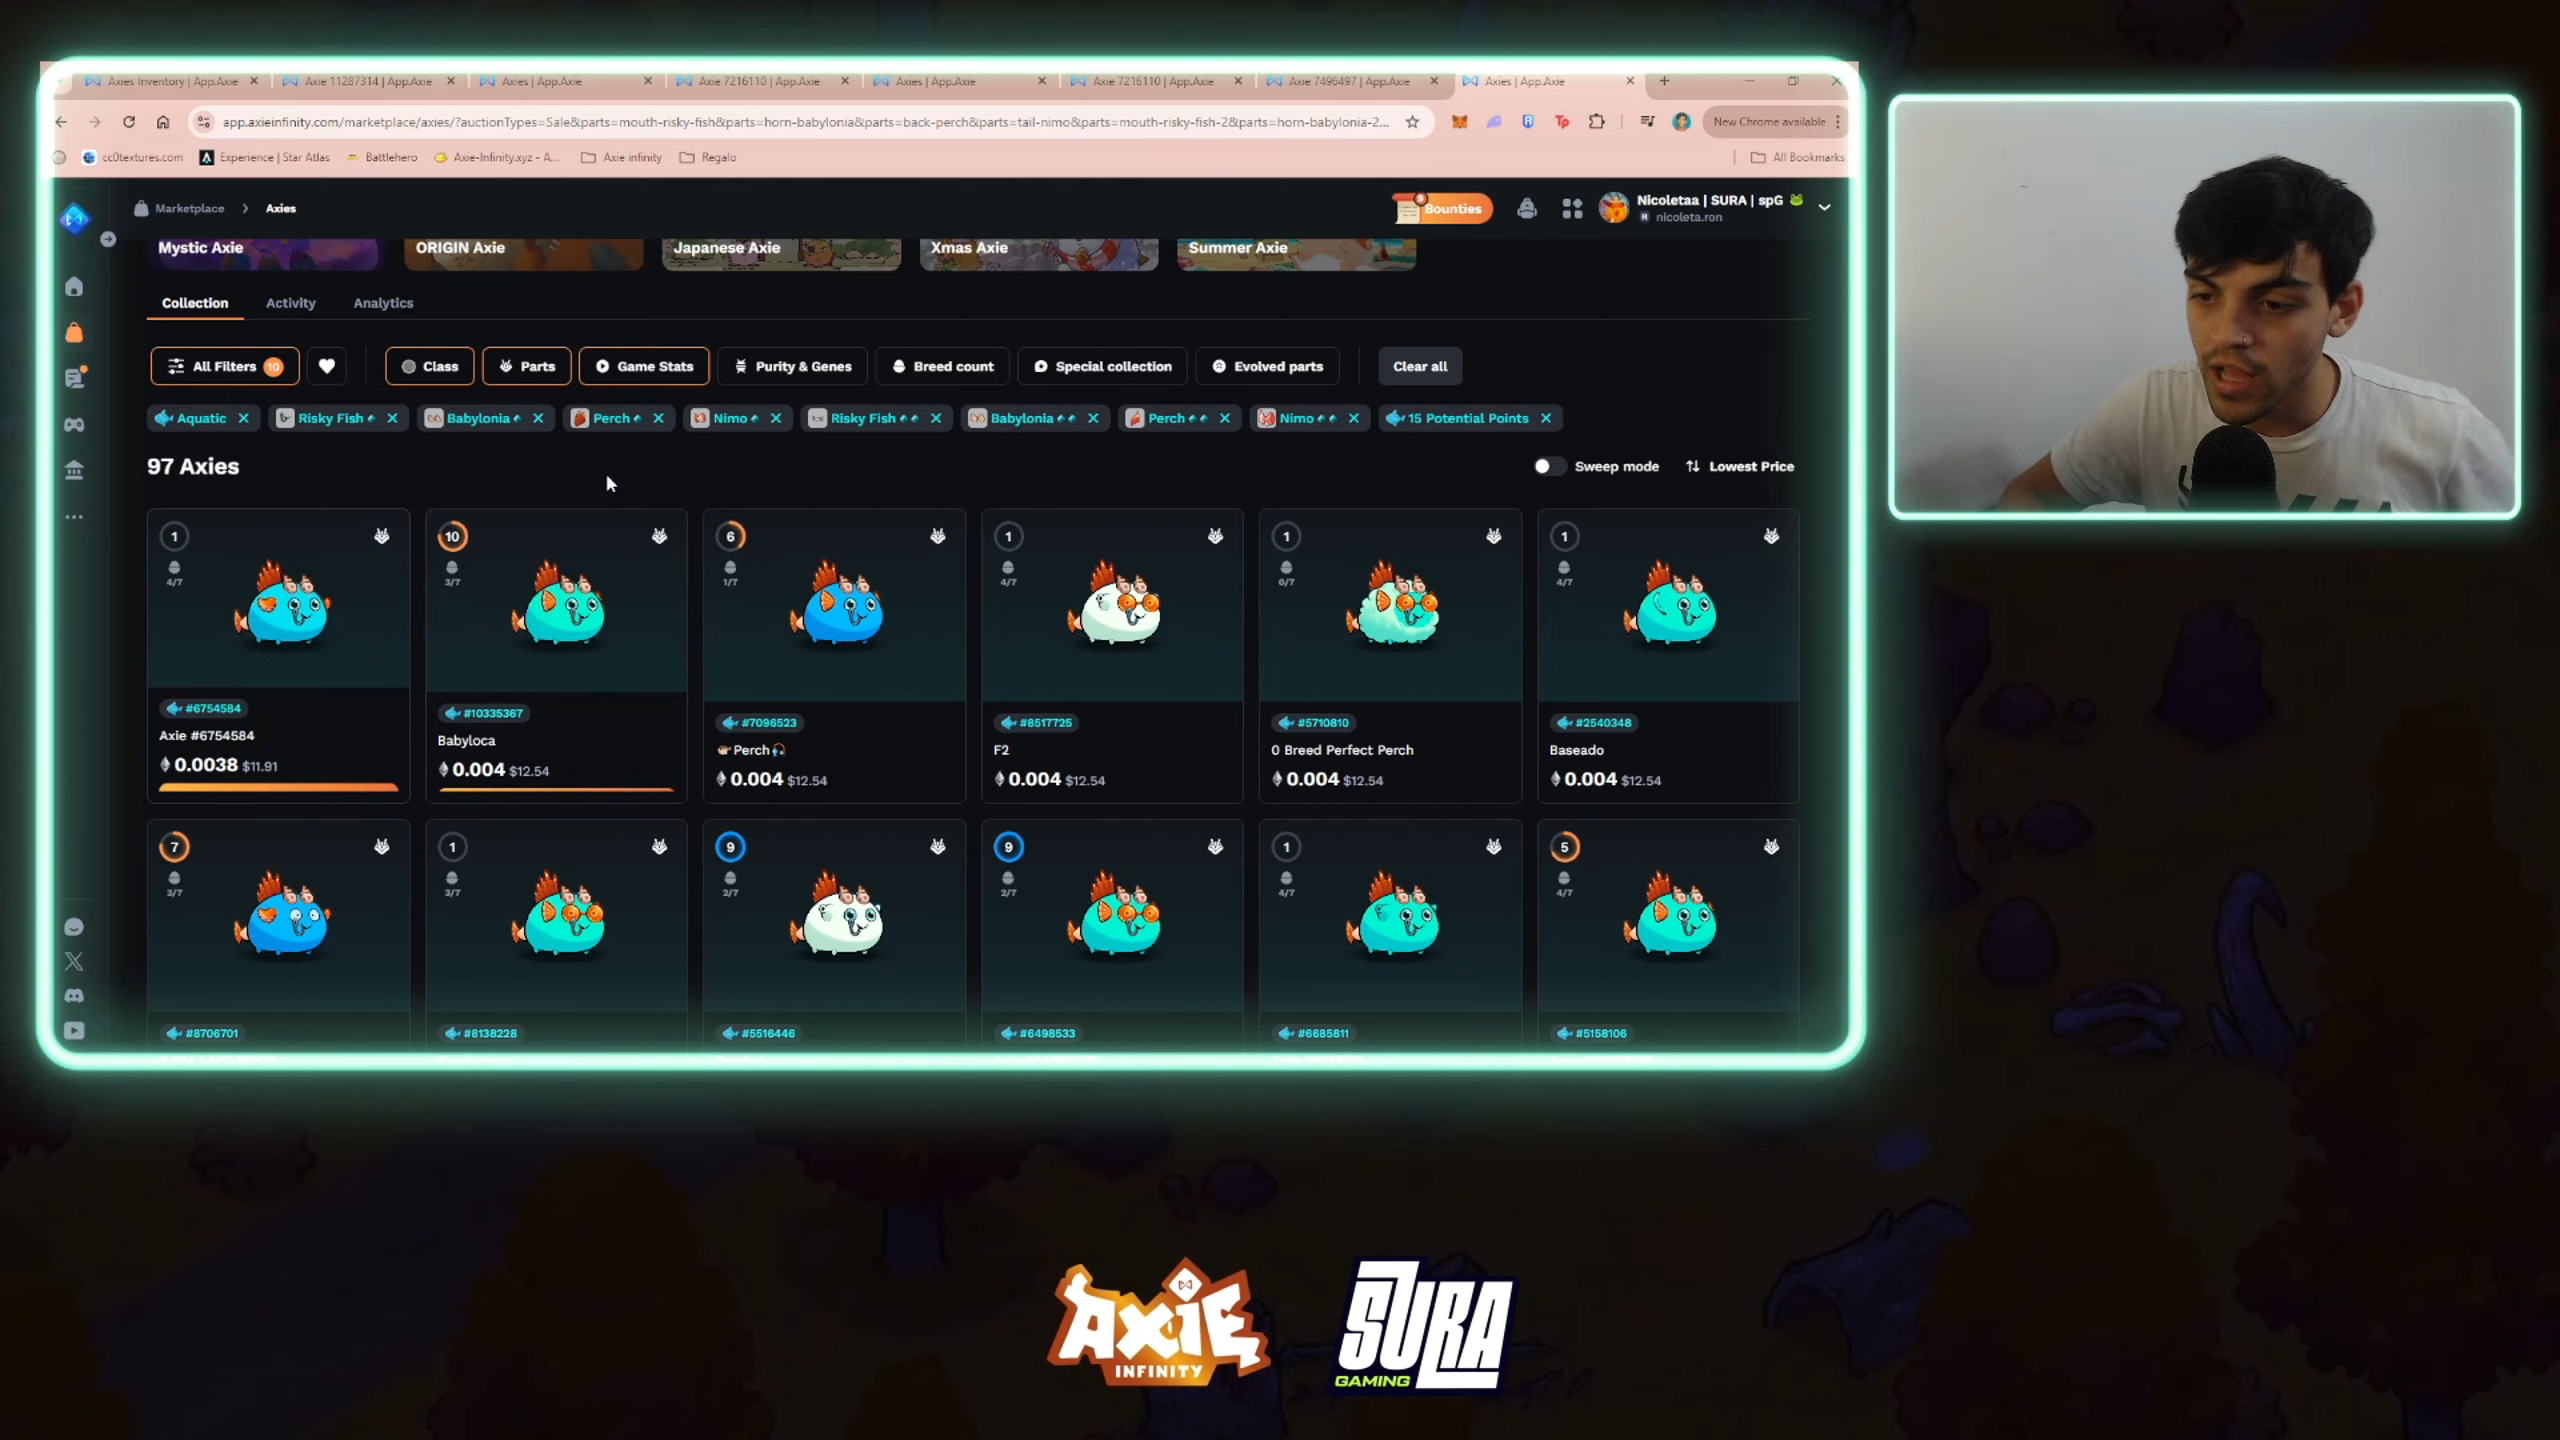 Axies Inventory | App.Axie
Axie 11287314 | App.Axie
Axies | App.Axie
Axie 7216110 | App.Axie
Axies | App.Axie
Axie 7216110 | App.Axie
Axie 7496497 | App.Axie
Axies | App.Axie
app.axieinfinity.com/marketplace/axies/?auctionTypes=Sale&parts=mouth-risky-fish&parts=horn-babylonia&parts=back-perch&parts=tail-nimo&parts=mouth-risky-fish-2&parts=horn-babylonia-2...
Tp
New Chrome available
cc0textures.com
Experience | Star Atlas
Battlehero
Axie-Infinity.xyz - A...
Axie infinity
Regalo
All Bookmarks
Marketplace > Axies
Bounties
Nicoletaa | SURA | spG
nicoleta.ron
Mystic Axie
ORIGIN Axie
Japanese Axie
Xmas Axie
Summer Axie
Collection
Activity
Analytics
All Filters 10
Class
Parts
Game Stats
Purity & Genes
Breed count
Special collection
Evolved parts
Clear all
Aquatic
Risky Fish
Babylonia
Perch
Nimo
Risky Fish
Babylonia
Perch
Nimo
15 Potential Points
97 Axies
Sweep mode
Lowest Price
1
4/7
10
3/7
6
1/7
1
4/7
1
0/7
1
4/7
#6754584
Axie #6754584
0.0038 $11.91
#10335367
Babyloca
0.004 $12.54
#7096523
Perch
0.004 $12.54
#8517725
F2
0.004 $12.54
#5710810
0 Breed Perfect Perch
0.004 $12.54
#2540348
Baseado
0.004 $12.54
7
3/7
1
3/7
9
2/7
9
2/7
1
4/7
5
4/7
#8706701
#8138228
#5516446
#6498533
#6685811
#5158106
AXIE
INFINITY
SURA
GAMING